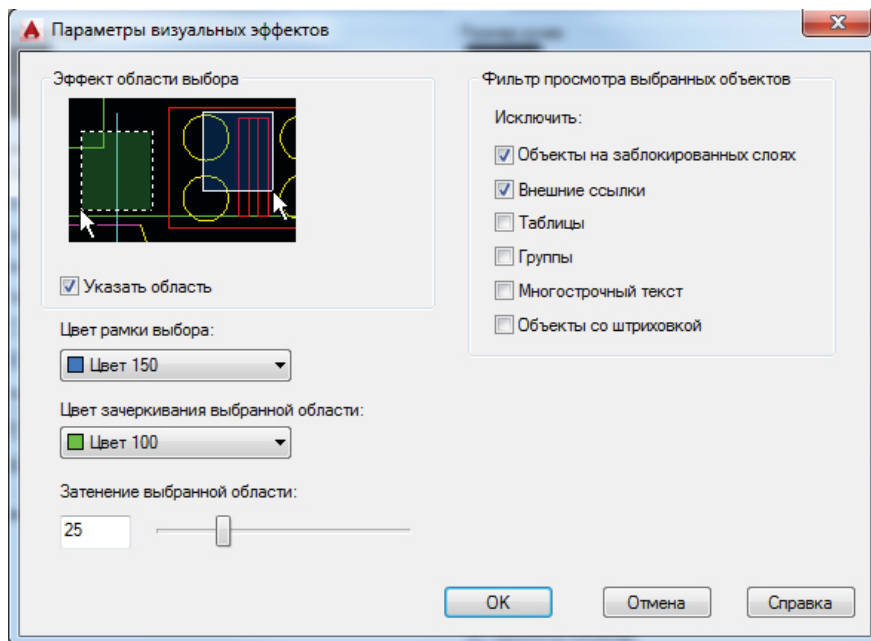 Параметры визуальных эффектов
Эффект области выбора
Указать область
Цвет рамки выбора:
Цвет 150
Цвет зачеркивания выбранной области:
Цвет 100
Затенение выбранной области:
25
Фильтр просмотра выбранных объектов
Исключить:
Объекты на заблокированных слоях
Внешние ссылки
Таблицы
Группы
Многострочный текст
Объекты со штриховкой
OK
Отмена
Справка